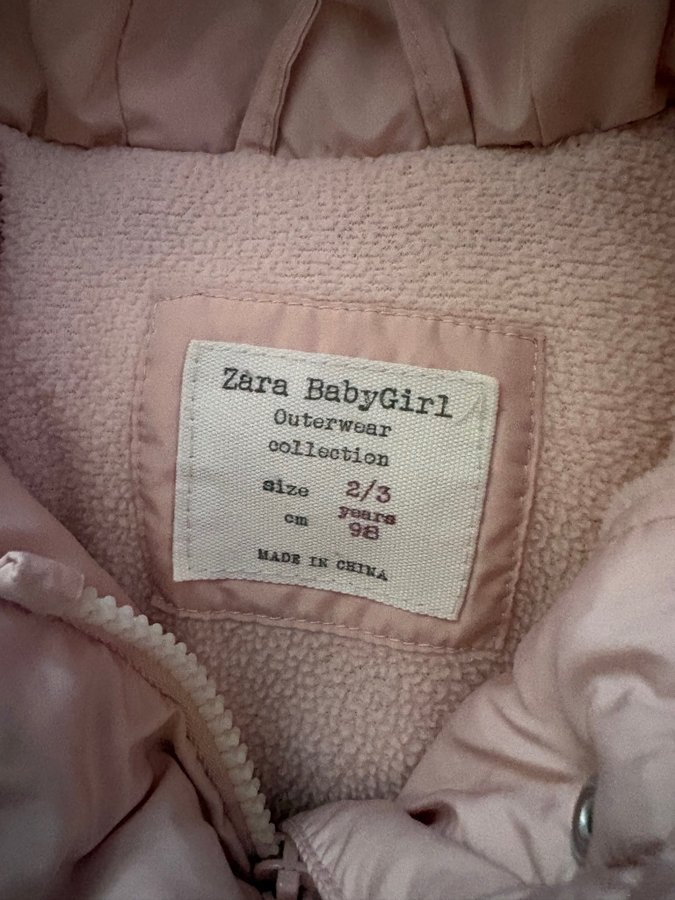 Zara BabyGirl
Outerwear
collection
size 2/3
years
cm 98
MADE IN CHINA